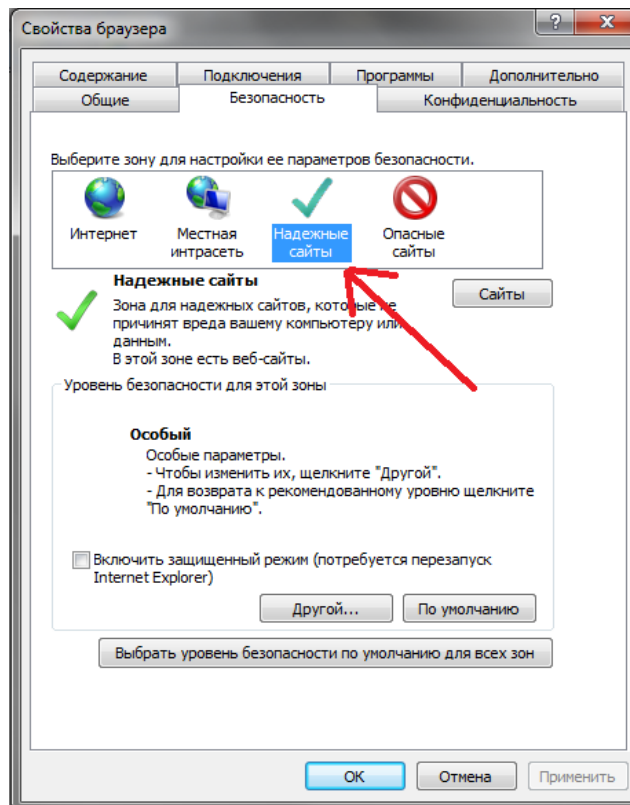 Свойства браузера
Содержание Подключения Программы Дополнительно
Общие Безопасность Конфиденциальность
Выберите зону для настройки ее параметров безопасности.
Интернет Местная интрасеть Надежные сайты Опасные сайты
Надежные сайты
Сайты
Зона для надежных сайтов, которые не
причинят вреда вашему компьютеру или
данным.
В этой зоне есть веб-сайты.
Уровень безопасности для этой зоны
Особый
Особые параметры.
- Чтобы изменить их, щелкните "Другой".
- Для возврата к рекомендованному уровню щелкните
"По умолчанию".
Включить защищенный режим (потребуется перезапуск
Internet Explorer)
Другой... По умолчанию
Выбрать уровень безопасности по умолчанию для всех зон
OK Отмена Применить